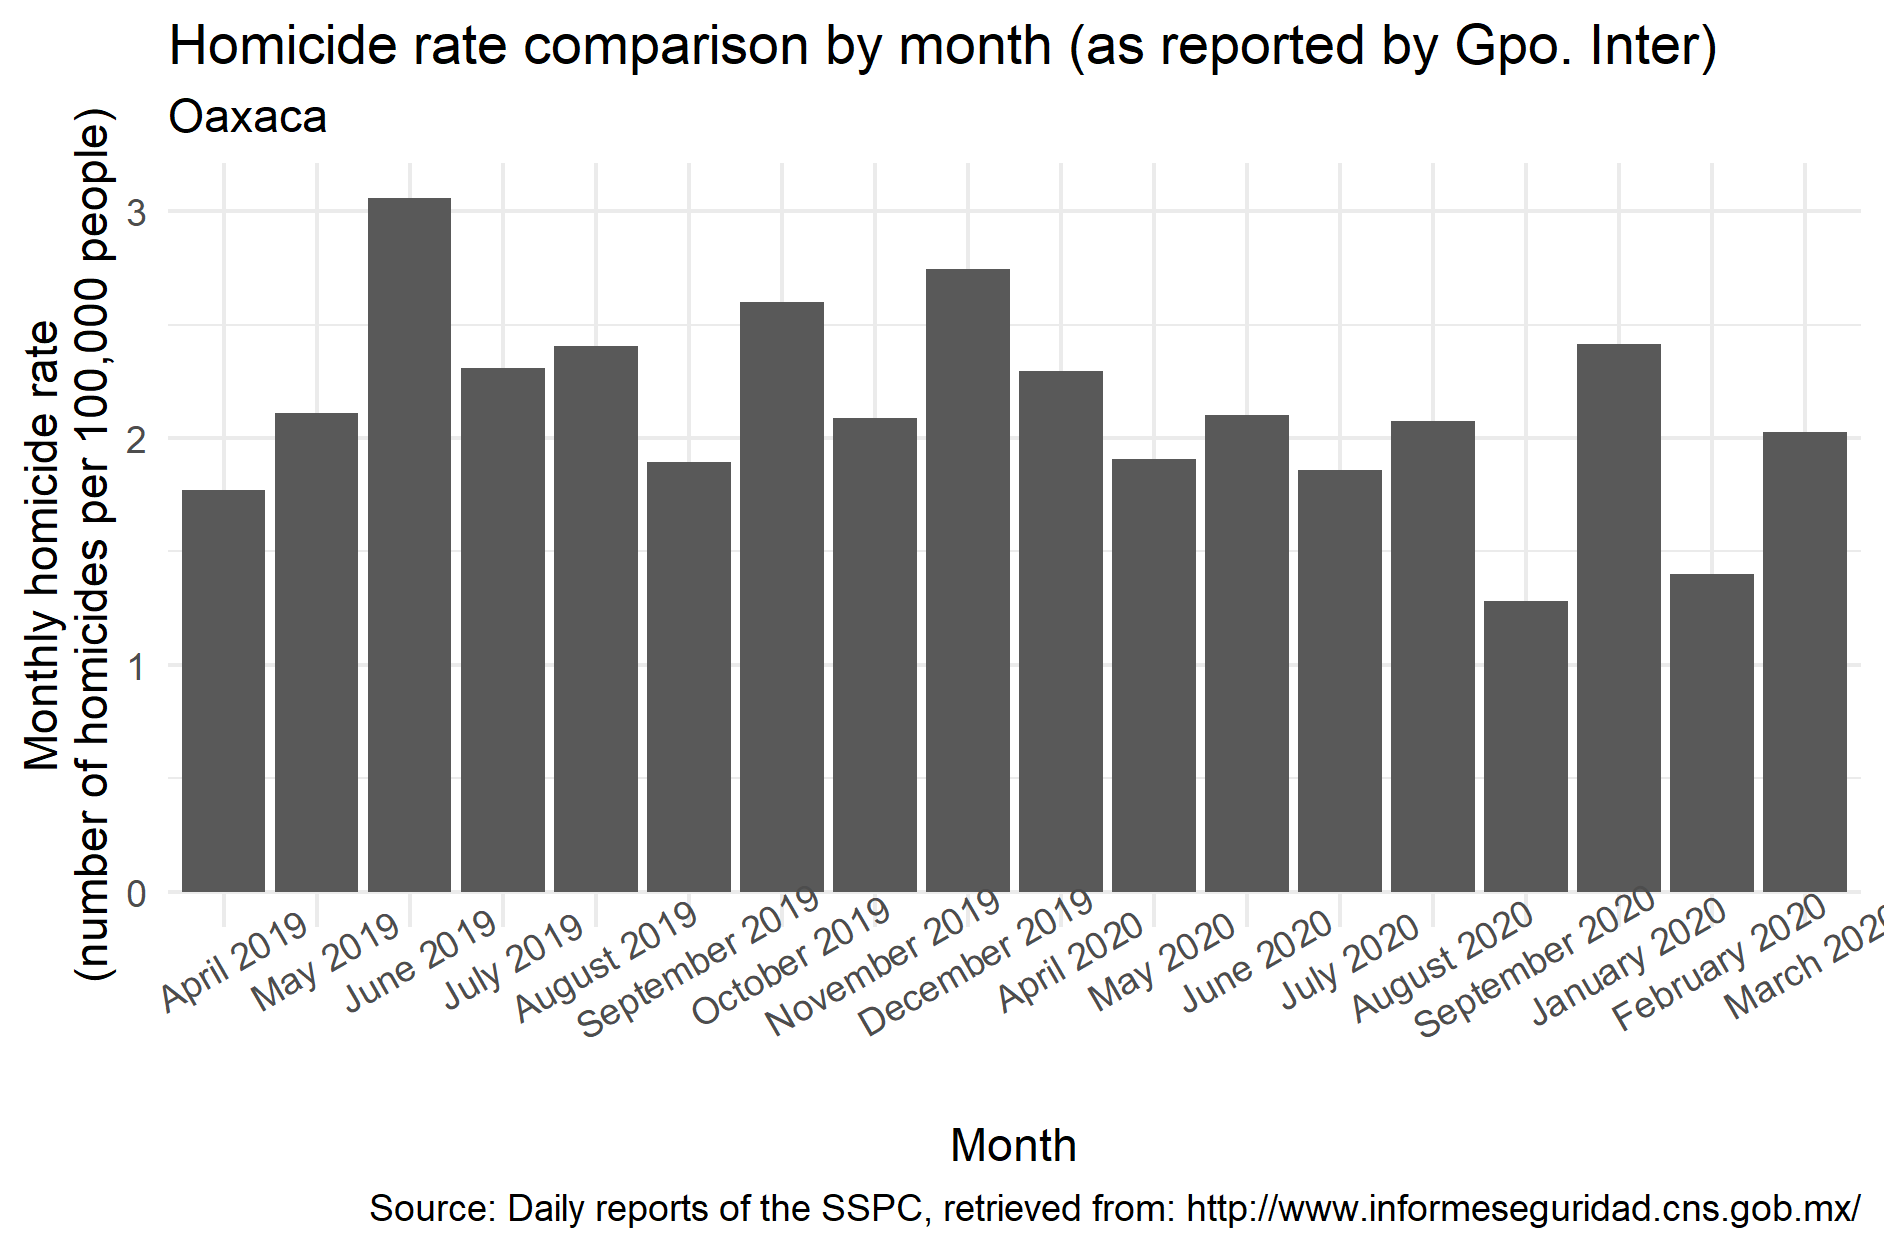 Homicide rate comparison by month (as reported by Gpo. Inter)
Oaxaca
Monthly homicide rate
(number of homicides per 100,000 people)
3
2
1
0
April 2019
May 2019
June 2019
July 2019
August 2019
September 2019
October 2019
November 2019
December 2019
April 2020
May 2020
June 2020
July 2020
August 2020
September 2020
January 2020
February 2020
March 2020
Month
Source: Daily reports of the SSPC, retrieved from: http://www.informeseguridad.cns.gob.mx/